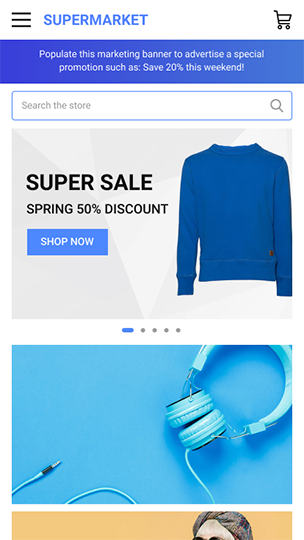 SUPERMARKET
Populate this marketing banner to advertise a special
promotion such as: Save 20% this weekend!
Search the store
SUPER SALE
SPRING 50% DISCOUNT
SHOP NOW